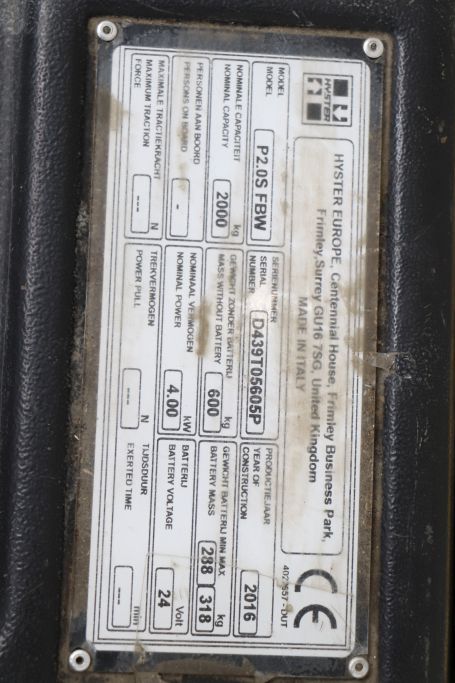 HYSTER
HYSTER EUROPE, Centennial House, Frimley Business Park,
Frimley, Surrey GU16 7SG, United Kingdom
MADE IN ITALY
CE
4023957 - DUT
MODEL
MODEL
P2.0S FBW
SERIENUMMER
SERIAL
NUMBER
D439T05605P
PRODUCTIEJAAR
YEAR OF
CONSTRUCTION
2016
NOMINALE CAPACITEIT
NOMINAL CAPACITY
2000
kg
GEWICHT ZONDER BATTERIJ
MASS WITHOUT BATTERY
600
kg
GEWICHT BATTERIJ MIN MAX
BATTERY MASS
288
318
kg
PERSONEN AAN BOORD
PERSONS ON BOARD
-
NOMINAAL VERMOGEN
NOMINAL POWER
4.00
kW
BATTERIJ
BATTERY VOLTAGE
24
Volt
MAXIMALE TRACTIEKRACHT
MAXIMUM TRACTION
FORCE
---
N
TREKVERMOGEN
POWER PULL
---
N
TIJDSDUUR
EXERTED TIME
---
min